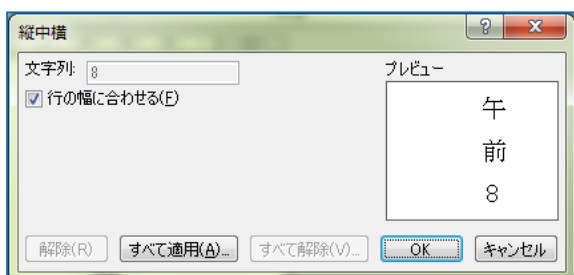 縦中横
文字列: 8
プレビュー
☑ 行の幅に合わせる(F)
午
前
8
解除(R) すべて適用(A)... すべて解除(V)... OK キャンセル